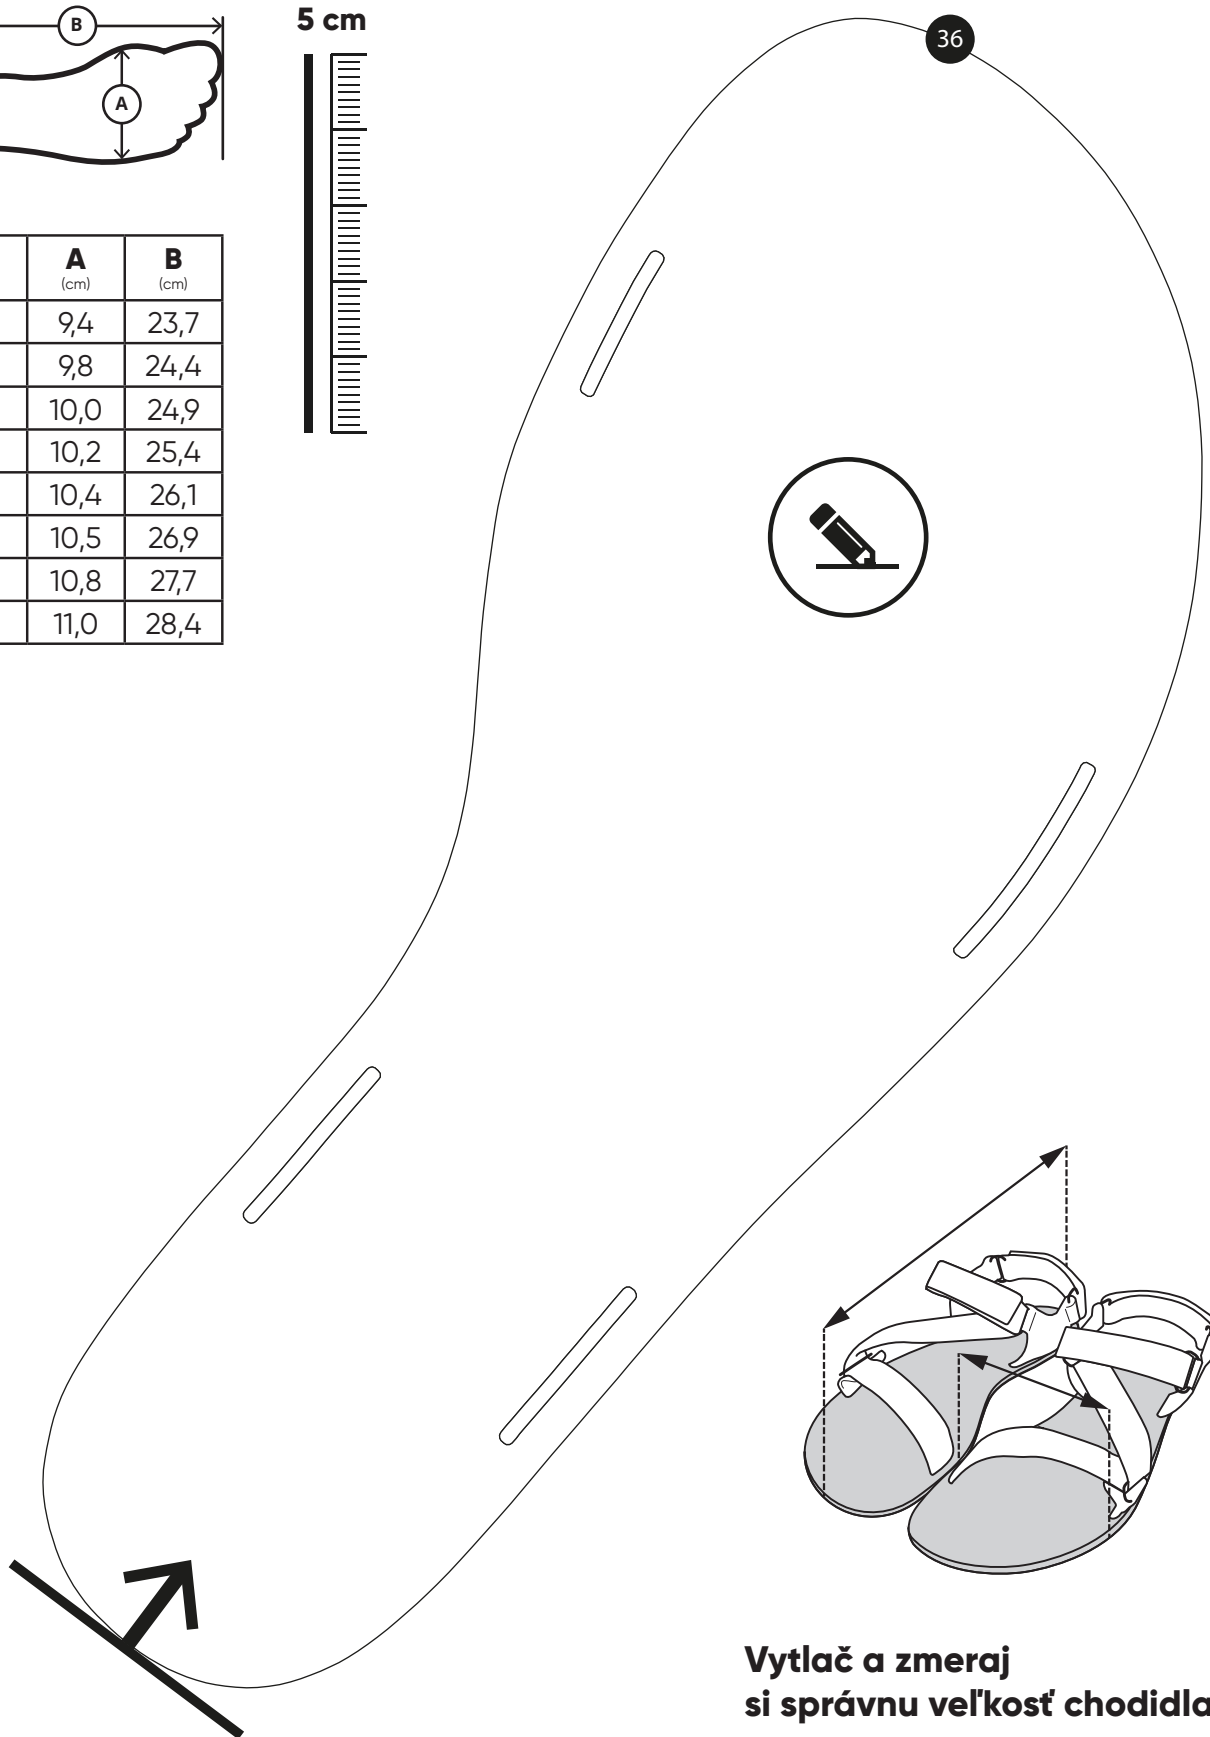 B
5 cm
36
A
A B
(cm) (cm)
9,4 23,7
9,8 24,4
10,0 24,9
10,2 25,4
10,4 26,1
10,5 26,9
10,8 27,7
11,0 28,4
Vytlač a zmeraj
si správnu veľkosť chodidla